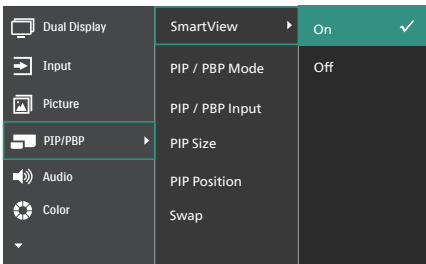 Dual Display
Input
Picture
PIP/PBP
Audio
Color
SmartView
PIP / PBP Mode
PIP / PBP Input
PIP Size
PIP Position
Swap
On
Off